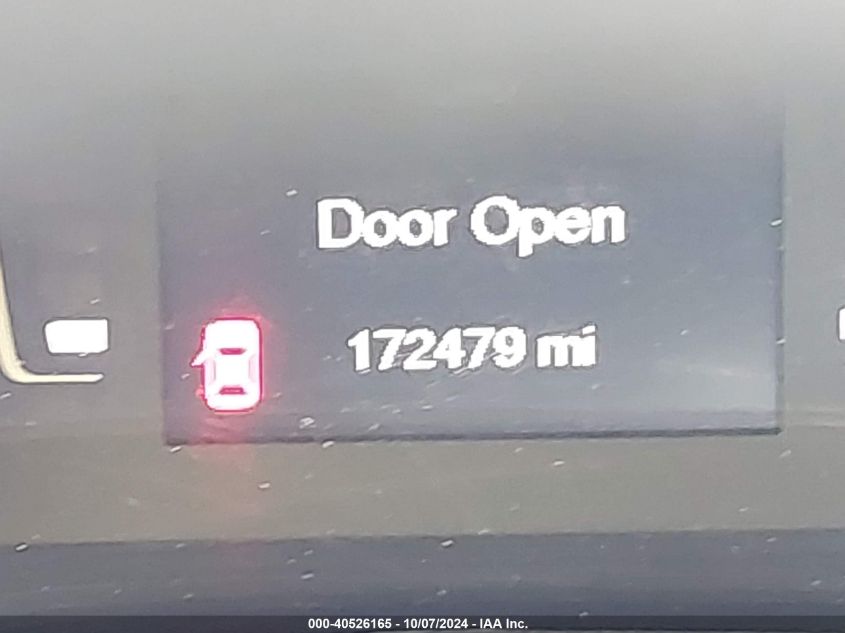 Door Open
172479 mi
000-40526165 - 10/07/2024 - IAA Inc.